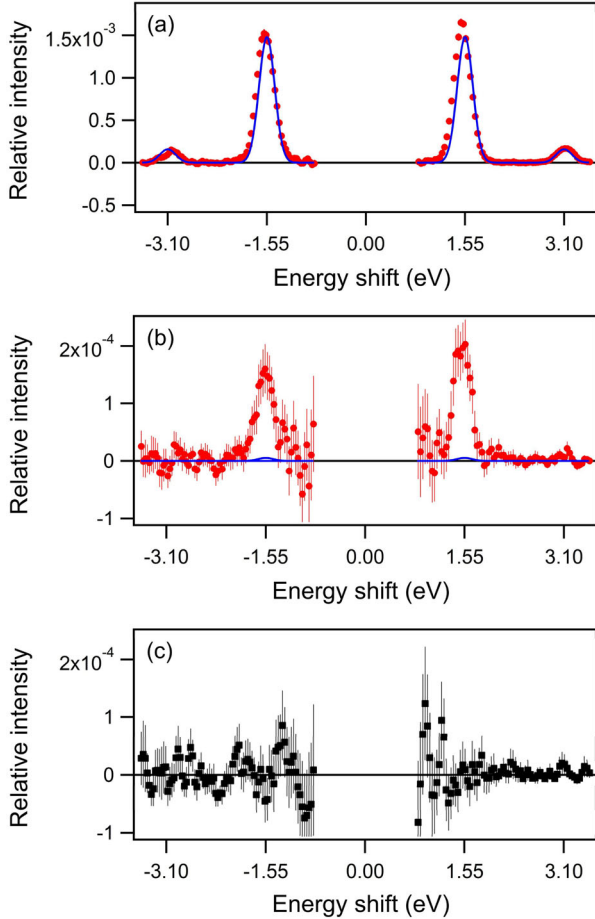 (a)
Relative intensity
1.5x10-3
1.0
0.5
0.0
-0.5
-3.10 -1.55 0.00 1.55 3.10
Energy shift (eV)
(b)
Relative intensity
2x10-4
1
0
-1
-3.10 -1.55 0.00 1.55 3.10
Energy shift (eV)
(c)
Relative intensity
2x10-4
1
0
-1
-3.10 -1.55 0.00 1.55 3.10
Energy shift (eV)